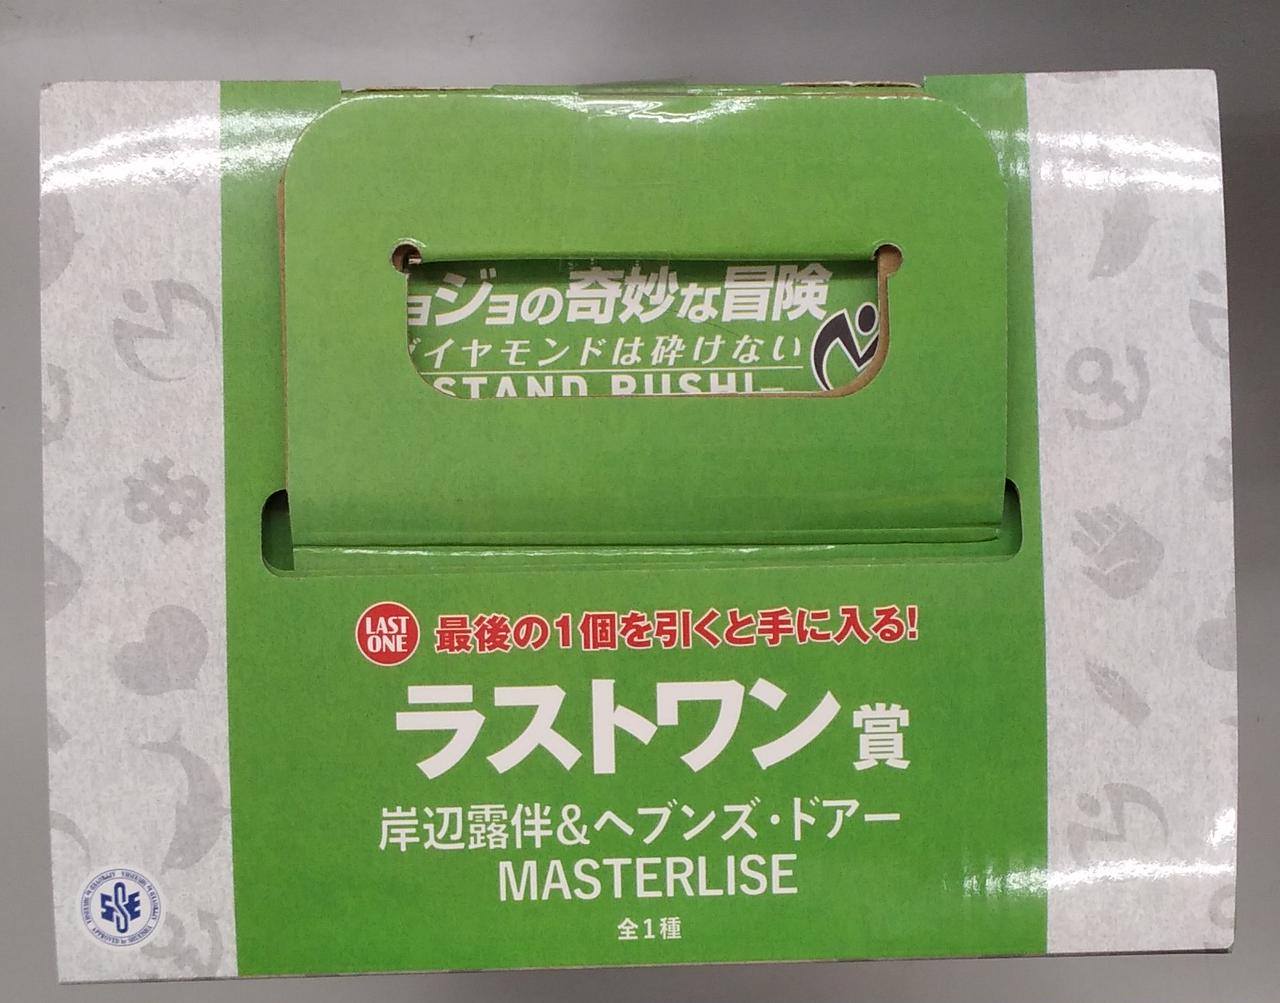 ョジョの奇妙な冒険
ダイヤモンドは砕けない
STAND RUSH!–
LAST ONE
最後の1個を引くと手に入る!
ラストワン賞
岸辺露伴&ヘブンズ・ドアー
MASTERLISE
全1種